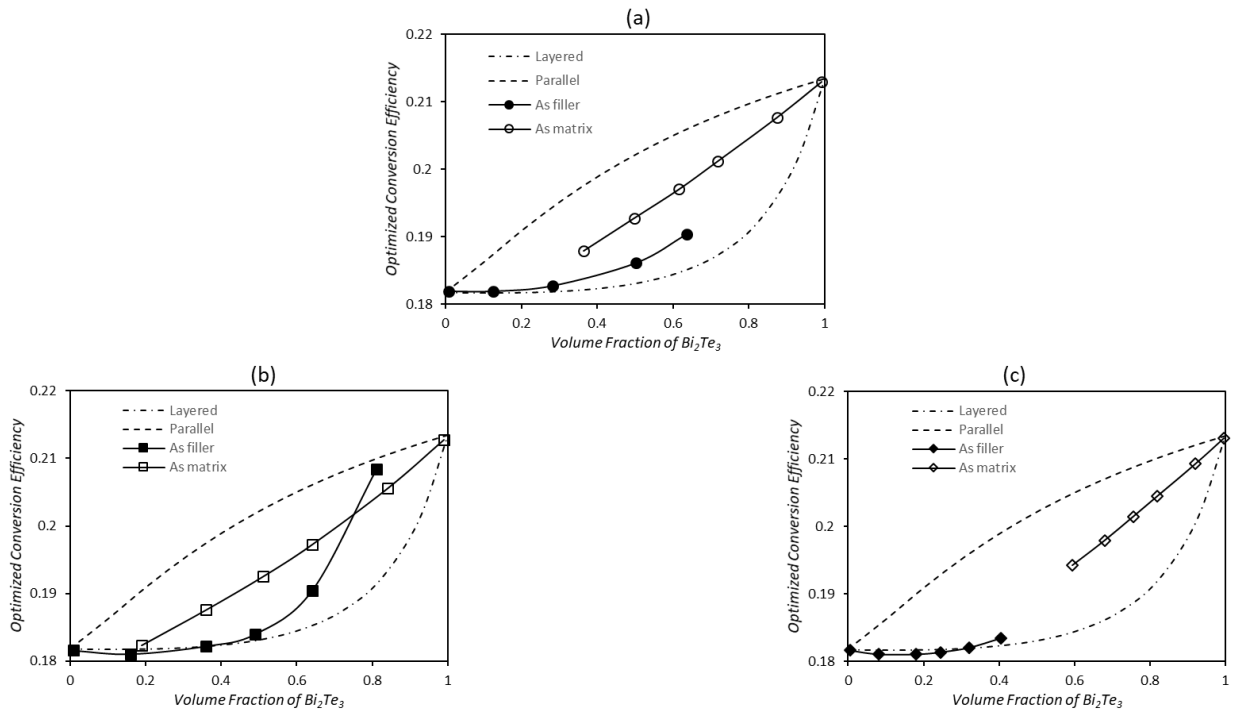 (a)
Optimized Conversion Efficiency
0.22
0.21
0.2
0.19
0.18
Layered
Parallel
As filler
As matrix
0
0.2
0.4
0.6
0.8
1
Volume Fraction of Bi₂Te₃
(b)
Optimized Conversion Efficiency
0.22
0.21
0.2
0.19
0.18
Layered
Parallel
As filler
As matrix
0
0.2
0.4
0.6
0.8
1
Volume Fraction of Bi₂Te₃
(c)
Optimized Conversion Efficiency
0.22
0.21
0.2
0.19
0.18
Layered
Parallel
As filler
As matrix
0
0.2
0.4
0.6
0.8
1
Volume Fraction of Bi₂Te₃